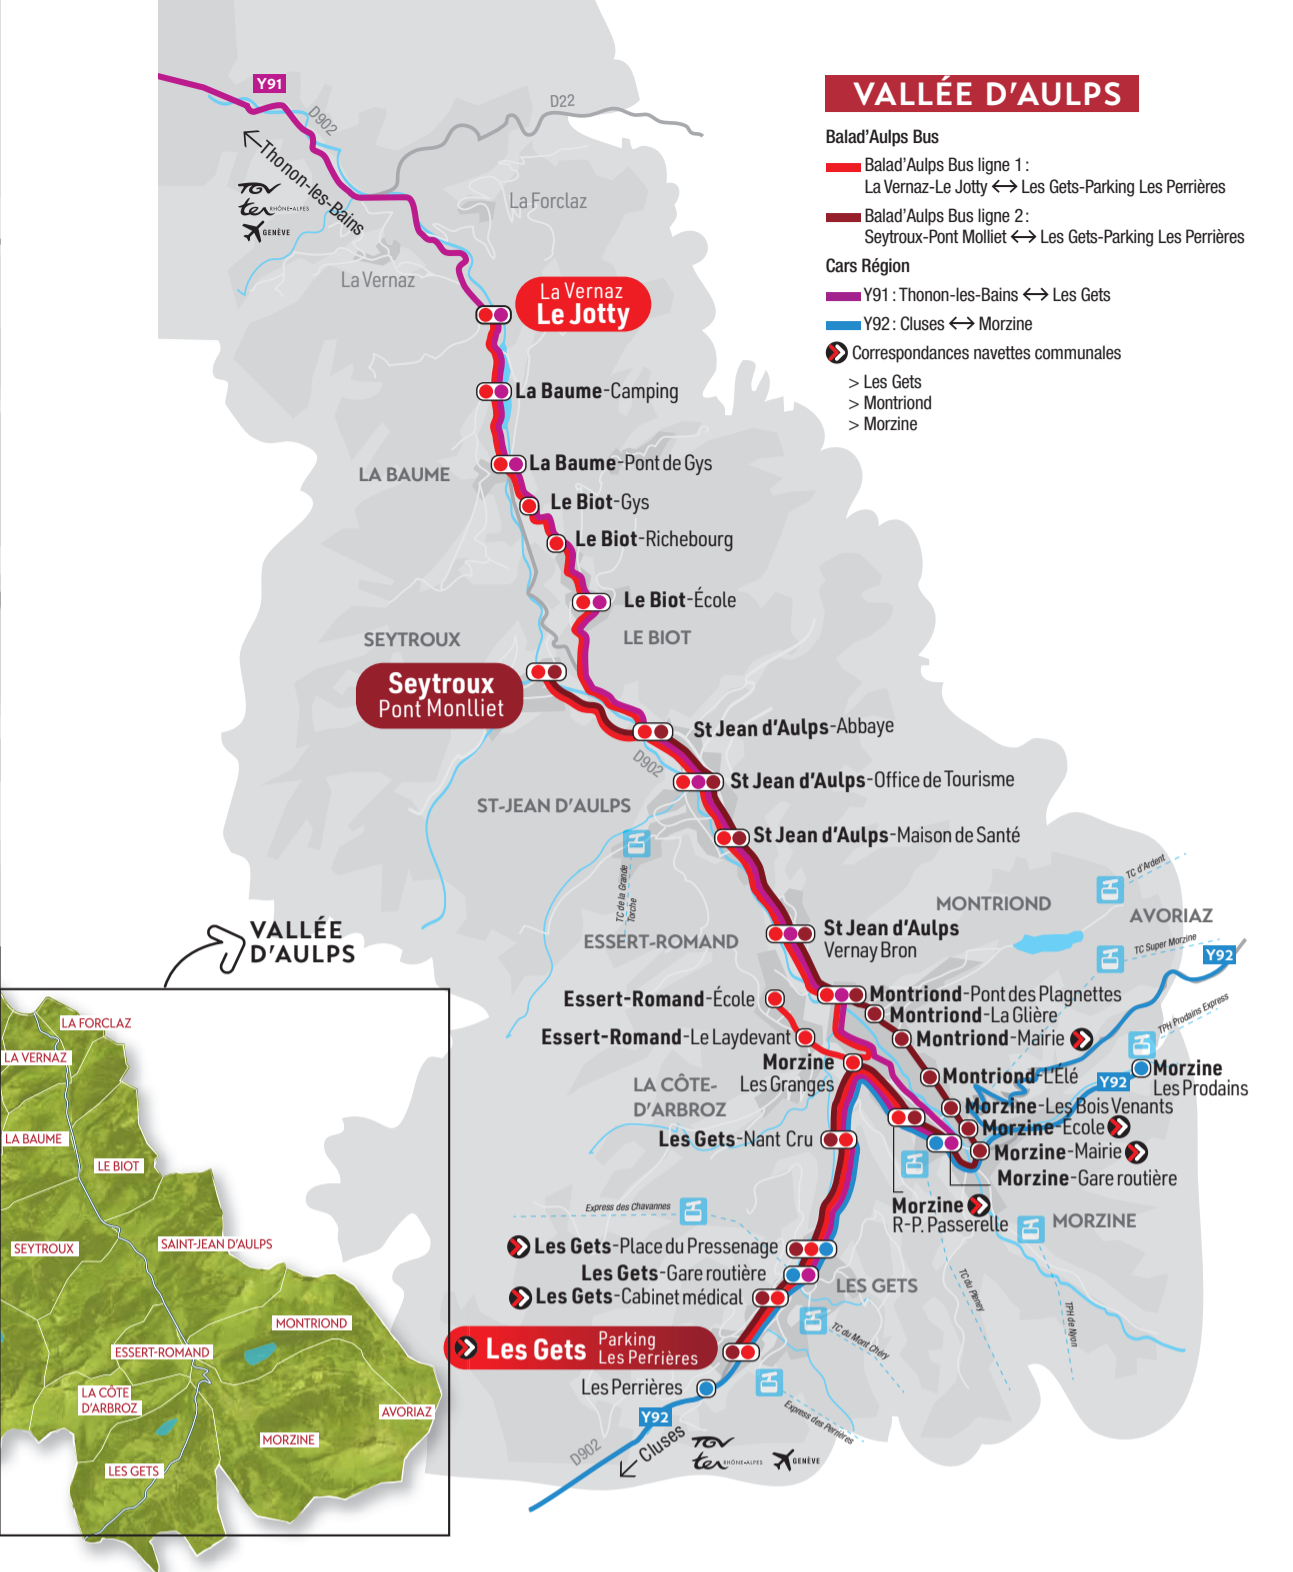 VALLÉE D'AULPS
Balad'Aulps Bus
Balad'Aulps Bus ligne 1 :
La Vernaz-Le Jotty ↔ Les Gets-Parking Les Perrières
Balad'Aulps Bus ligne 2 :
Seytroux-Pont Molliet ↔ Les Gets-Parking Les Perrières
Cars Région
Y91 : Thonon-les-Bains ↔ Les Gets
Y92 : Cluses ↔ Morzine
Correspondances navettes communales
> Les Gets
> Montriond
> Morzine
Y91
D902
D22
Thonon-les-Bains
TER
RHÔNE-ALPES
GENÈVE
La Forclaz
La Vernaz
La Vernaz
Le Jotty
La Baume-Camping
La Baume-Pont de Gys
LA BAUME
Le Biot-Gys
Le Biot-Richebourg
Le Biot-École
LE BIOT
SEYTROUX
Seytroux
Pont Monlliet
St Jean d'Aulps-Abbaye
D902
St Jean d'Aulps-Office de Tourisme
ST-JEAN D'AULPS
St Jean d'Aulps-Maison de Santé
TC de la Grande
Terche
TC d'Ardent
MONTRIOND
AVORIAZ
ESSERT-ROMAND
St Jean d'Aulps
Vernay Bron
TC Super Morzine
Y92
Essert-Romand-École
Montriond-Pont des Plagnettes
Montriond-La Glière
TPH Prodains Express
Essert-Romand-Le Laydevant
Montriond-Mairie
Morzine
Les Granges
Montriond-L'Élé
Y92
Morzine
Les Prodains
LA CÔTE-
D'ARBROZ
Morzine-Les Bois Venants
Morzine-École
Les Gets-Nant Cru
Morzine-Mairie
Morzine-Gare routière
Morzine
R-P. Passerelle
MORZINE
Express des Chavannes
Les Gets-Place du Pressenage
Les Gets-Gare routière
LES GETS
Les Gets-Cabinet médical
TC du Pleney
TPH de Nyon
TC du Mont Chéry
Les Gets
Parking
Les Perrières
Les Perrières
Express des Perrières
Y92
D902
Cluses
TER
RHÔNE-ALPES
GENÈVE
VALLÉE
D'AULPS
LA FORCLAZ
LA VERNAZ
LA BAUME
LE BIOT
SEYTROUX
SAINT-JEAN D'AULPS
MONTRIOND
ESSERT-ROMAND
LA CÔTE
D'ARBROZ
AVORIAZ
MORZINE
LES GETS